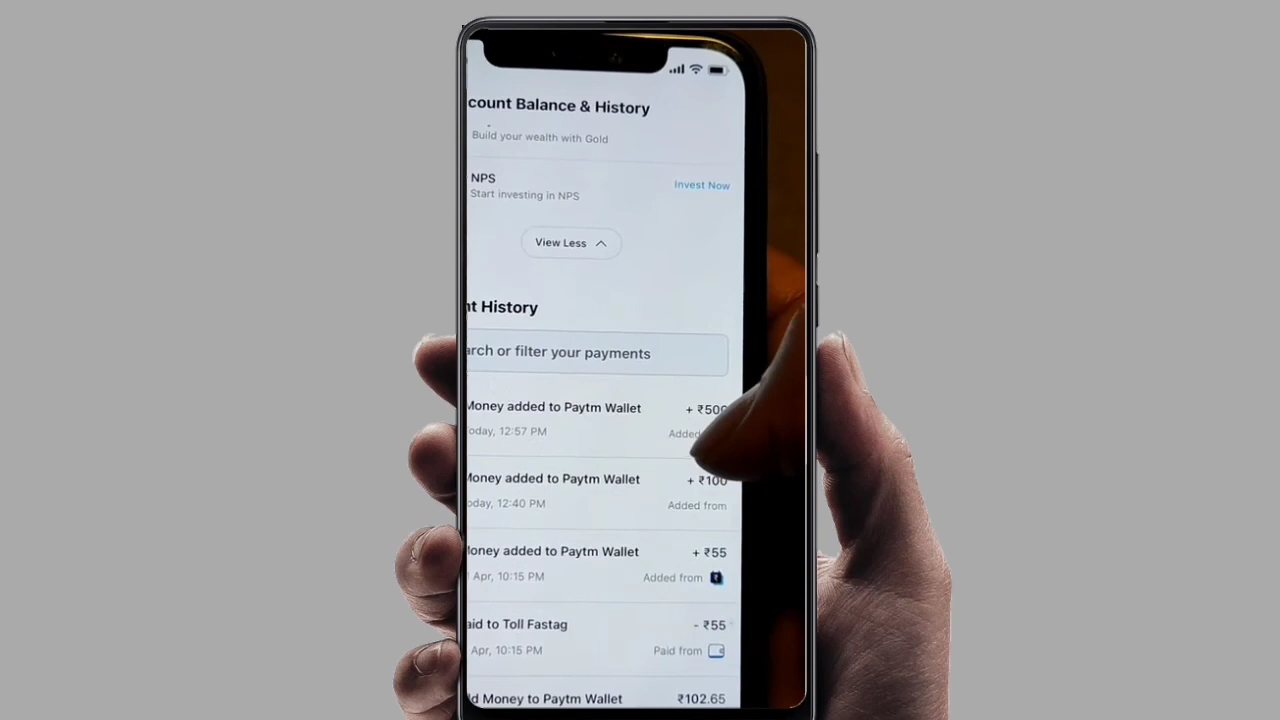 count Balance & History
Build your wealth with Gold
NPS
Invest Now
Start investing in NPS
View Less
nt History
arch or filter your payments
Money added to Paytm Wallet
+ ₹500
oday, 12:57 PM
Added
Money added to Paytm Wallet
+ ₹100
oday, 12:40 PM
Added from
Money added to Paytm Wallet
+ ₹55
Apr, 10:15 PM
Added from
aid to Toll Fastag
- ₹55
Apr, 10:15 PM
Paid from
d Money to Paytm Wallet
₹102.65